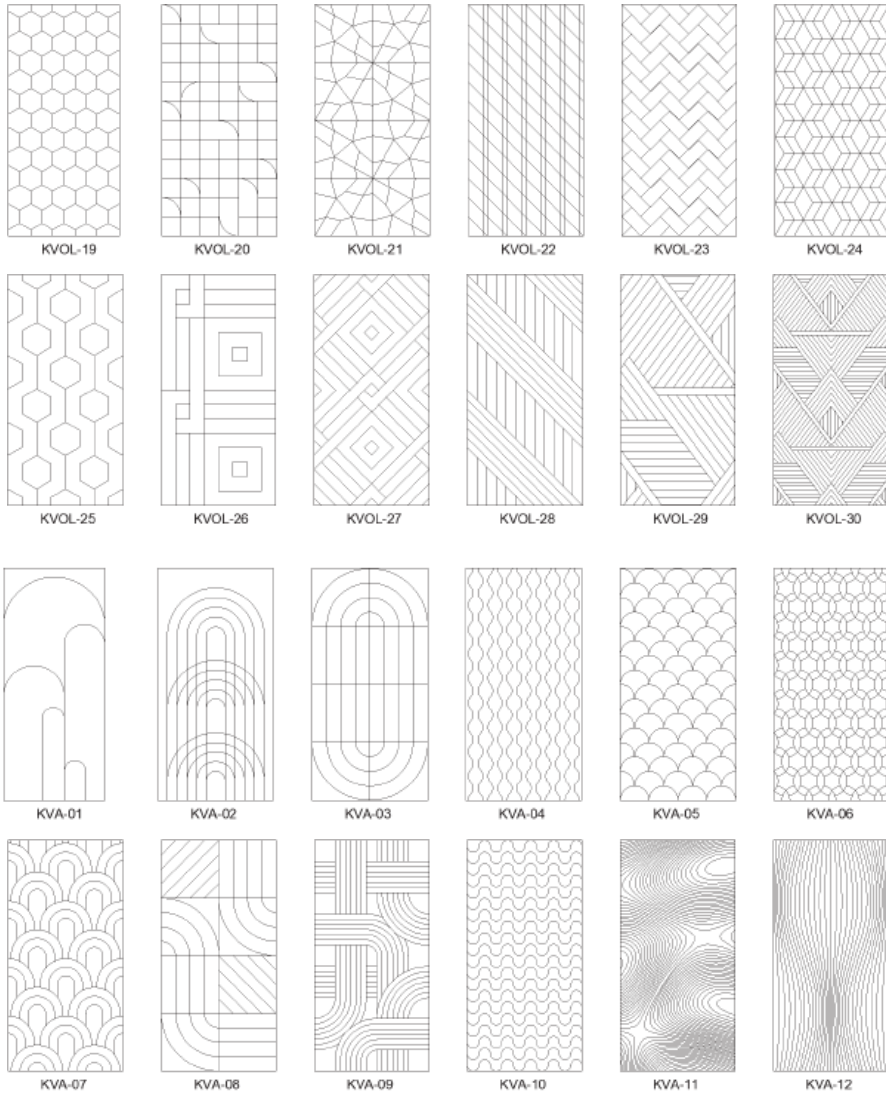 KVOL-19 KVOL-20 KVOL-21 KVOL-22 KVOL-23 KVOL-24
KVOL-25 KVOL-26 KVOL-27 KVOL-28 KVOL-29 KVOL-30
KVA-01 KVA-02 KVA-03 KVA-04 KVA-05 KVA-06
KVA-07 KVA-08 KVA-09 KVA-10 KVA-11 KVA-12